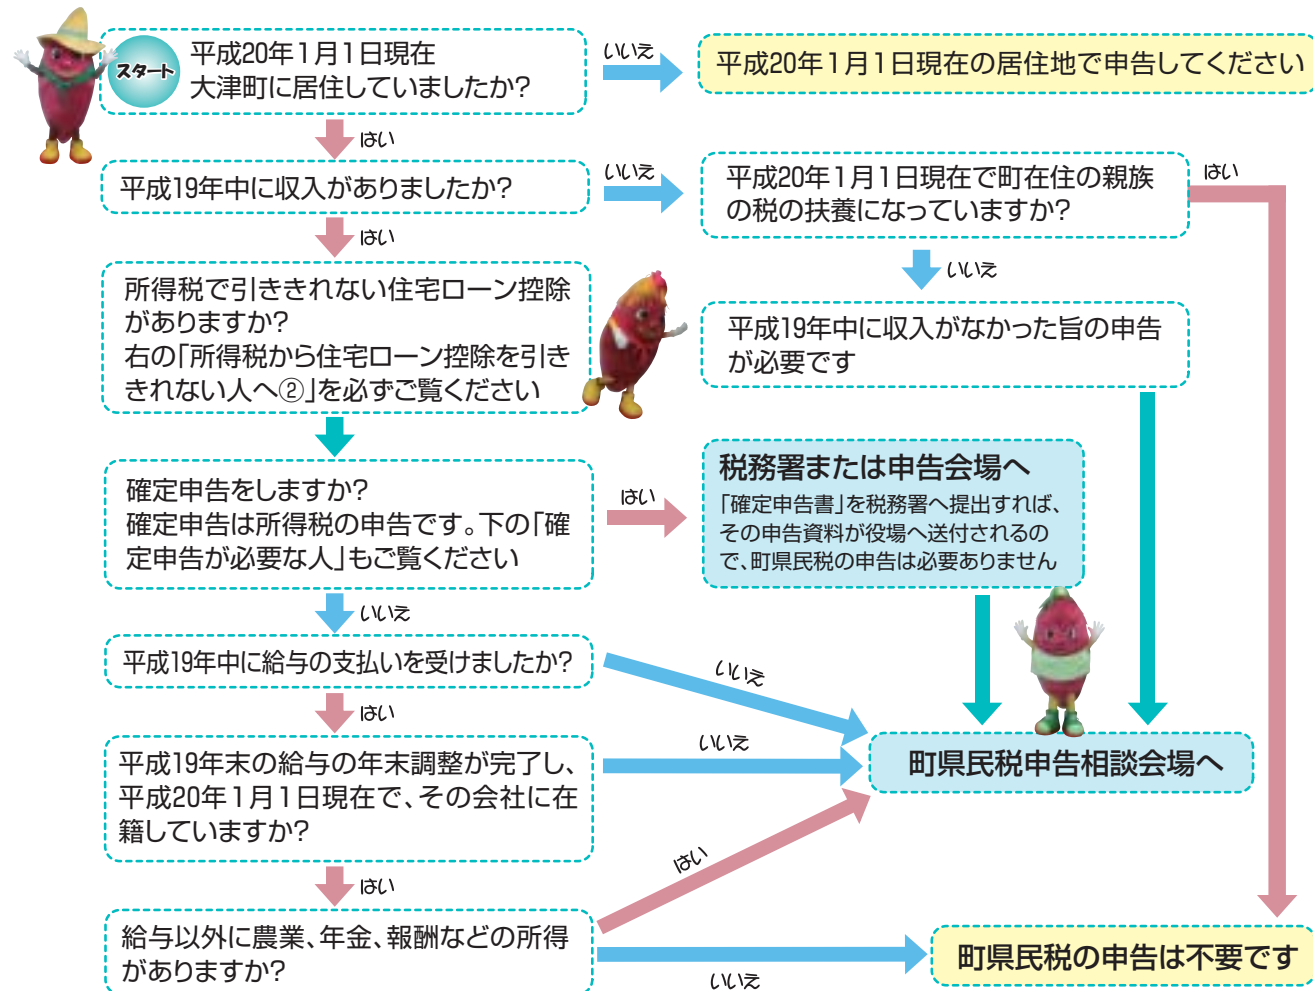 スタート
平成20年1月1日現在
大津町に居住していましたか?
いいえ
平成20年1月1日現在の居住地で申告してください
はい
平成19年中に収入がありましたか?
いいえ
平成20年1月1日現在で町在住の親族
の税の扶養になっていますか?
はい
はい
いいえ
所得税で引ききれない住宅ローン控除
がありますか?
右の「所得税から住宅ローン控除を引き
きれない人へ②」を必ずご覧ください
平成19年中に収入がなかった旨の申告
が必要です
確定申告をしますか?
確定申告は所得税の申告です。下の「確
定申告が必要な人」もご覧ください
はい
税務署または申告会場へ
「確定申告書」を税務署へ提出すれば、
その申告資料が役場へ送付されるの
で、町県民税の申告は必要ありません
いいえ
平成19年中に給与の支払いを受けましたか?
いいえ
はい
平成19年末の給与の年末調整が完了し、
平成20年1月1日現在で、その会社に在
籍していますか?
いいえ
町県民税申告相談会場へ
はい
はい
給与以外に農業、年金、報酬などの所得
がありますか?
いいえ
町県民税の申告は不要です